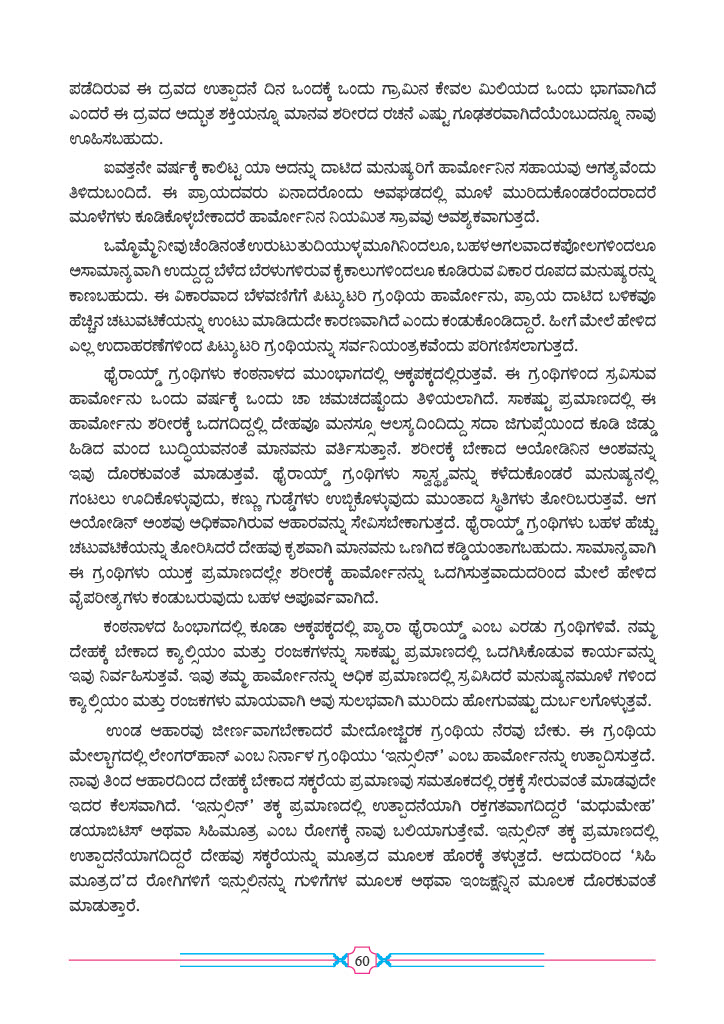 ಪಡೆದಿರುವ ಈ ದ್ರವದ ಉತ್ಪಾದನೆ ದಿನ ಒಂದಕ್ಕೆ ಒಂದು ಗ್ರಾಮಿನ ಕೇವಲ ಮಿಲಿಯದ ಒಂದು ಭಾಗವಾಗಿದೆ
ಎಂದರೆ ಈ ದ್ರವದ ಅದ್ಭುತ ಶಕ್ತಿಯನ್ನೂ ಮಾನವ ಶರೀರದ ರಚನೆ ಎಷ್ಟು ಗೂಢತರವಾಗಿದೆಯೆಂಬುದನ್ನೂ ನಾವು
ಊಹಿಸಬಹುದು.
ಐವತ್ತನೇ ವರ್ಷಕ್ಕೆ ಕಾಲಿಟ್ಟ ಯಾ ಅದನ್ನು ದಾಟಿದ ಮನುಷ್ಯರಿಗೆ ಹಾರ್ಮೋನಿನ ಸಹಾಯವು ಅಗತ್ಯವೆಂದು
ತಿಳಿದುಬಂದಿದೆ. ಈ ಪ್ರಾಯದವರು ಏನಾದರೊಂದು ಅವಘಡದಲ್ಲಿ ಮೂಳೆ ಮುರಿದುಕೊಂಡರೆಂದರಾದರೆ
ಮೂಳೆಗಳು ಕೂಡಿಕೊಳ್ಳಬೇಕಾದರೆ ಹಾರ್ಮೋನಿನ ನಿಯಮಿತ ಸ್ರಾವವು ಅವಶ್ಯಕವಾಗುತ್ತದೆ.
ಒಮ್ಮೊಮ್ಮೆ ನೀವು ಚೆಂಡಿನಂತೆ ಉರುಟು ತುದಿಯುಳ್ಳ ಮೂಗಿನಿಂದಲೂ, ಬಹಳ ಅಗಲವಾದ ಕಪೋಲಗಳಿಂದಲೂ
ಅಸಾಮಾನ್ಯವಾಗಿ ಉದ್ದುದ್ದ ಬೆಳೆದ ಬೆರಳುಗಳಿರುವ ಕೈಕಾಲುಗಳಿಂದಲೂ ಕೂಡಿರುವ ವಿಕಾರ ರೂಪದ ಮನುಷ್ಯರನ್ನು
ಕಾಣಬಹುದು. ಈ ವಿಕಾರವಾದ ಬೆಳವಣಿಗೆಗೆ ಪಿಟ್ಯುಟರಿ ಗ್ರಂಥಿಯ ಹಾರ್ಮೋನು, ಪ್ರಾಯ ದಾಟಿದ ಬಳಿಕವೂ
ಹೆಚ್ಚಿನ ಚಟುವಟಿಕೆಯನ್ನು ಉಂಟು ಮಾಡಿದುದೇ ಕಾರಣವಾಗಿದೆ ಎಂದು ಕಂಡುಕೊಂಡಿದ್ದಾರೆ. ಹೀಗೆ ಮೇಲೆ ಹೇಳಿದ
ಎಲ್ಲ ಉದಾಹರಣೆಗಳಿಂದ ಪಿಟ್ಯುಟರಿ ಗ್ರಂಥಿಯನ್ನು ಸರ್ವನಿಯಂತ್ರಕವೆಂದು ಪರಿಗಣಿಸಲಾಗುತ್ತದೆ.
ಥೈರಾಯ್ಡ್ ಗ್ರಂಥಿಗಳು ಕಂಠನಾಳದ ಮುಂಭಾಗದಲ್ಲಿ ಅಕ್ಕಪಕ್ಕದಲ್ಲಿರುತ್ತವೆ. ಈ ಗ್ರಂಥಿಗಳಿಂದ ಸ್ರವಿಸುವ
ಹಾರ್ಮೋನು ಒಂದು ವರ್ಷಕ್ಕೆ ಒಂದು ಚಾ ಚಮಚದಷ್ಟೆಂದು ತಿಳಿಯಲಾಗಿದೆ. ಸಾಕಷ್ಟು ಪ್ರಮಾಣದಲ್ಲಿ ಈ
ಹಾರ್ಮೋನು ಶರೀರಕ್ಕೆ ಒದಗದಿದ್ದಲ್ಲಿ ದೇಹವೂ ಮನಸ್ಸೂ ಆಲಸ್ಯದಿಂದಿದ್ದು ಸದಾ ಜಿಗುಪ್ಸೆಯಿಂದ ಕೂಡಿ ಜಿಡ್ಡು
ಹಿಡಿದ ಮಂದ ಬುದ್ಧಿಯವನಂತೆ ಮಾನವನು ವರ್ತಿಸುತ್ತಾನೆ. ಶರೀರಕ್ಕೆ ಬೇಕಾದ ಅಯೋಡಿನಿನ ಅಂಶವನ್ನು
ಇವು ದೊರಕುವಂತೆ ಮಾಡುತ್ತವೆ. ಥೈರಾಯ್ಡ್ ಗ್ರಂಥಿಗಳು ಸ್ವಾಸ್ಥ್ಯವನ್ನು ಕಳೆದುಕೊಂಡರೆ ಮನುಷ್ಯನಲ್ಲಿ
ಗಂಟಲು ಊದಿಕೊಳ್ಳುವುದು, ಕಣ್ಣು ಗುಡ್ಡೆಗಳು ಉಬ್ಬಿಕೊಳ್ಳುವುದು ಮುಂತಾದ ಸ್ಥಿತಿಗಳು ತೋರಿಬರುತ್ತವೆ. ಆಗ
ಅಯೋಡಿನ್ ಅಂಶವು ಅಧಿಕವಾಗಿರುವ ಆಹಾರವನ್ನು ಸೇವಿಸಬೇಕಾಗುತ್ತದೆ. ಥೈರಾಯ್ಡ್ ಗ್ರಂಥಿಗಳು ಬಹಳ ಹೆಚ್ಚು
ಚಟುವಟಿಕೆಯನ್ನು ತೋರಿಸಿದರೆ ದೇಹವು ಕೃಶವಾಗಿ ಮಾನವನು ಒಣಗಿದ ಕಡ್ಡಿಯಂತಾಗಬಹುದು. ಸಾಮಾನ್ಯವಾಗಿ
ಈ ಗ್ರಂಥಿಗಳು ಯುಕ್ತ ಪ್ರಮಾಣದಲ್ಲೇ ಶರೀರಕ್ಕೆ ಹಾರ್ಮೋನನ್ನು ಒದಗಿಸುತ್ತವಾದುದರಿಂದ ಮೇಲೆ ಹೇಳಿದ
ವೈಪರೀತ್ಯಗಳು ಕಂಡುಬರುವುದು ಬಹಳ ಅಪೂರ್ವವಾಗಿದೆ.
ಕಂಠನಾಳದ ಹಿಂಭಾಗದಲ್ಲಿ ಕೂಡಾ ಅಕ್ಕಪಕ್ಕದಲ್ಲಿ ಪ್ಯಾರಾ ಥೈರಾಯ್ಡ್ ಎಂಬ ಎರಡು ಗ್ರಂಥಿಗಳಿವೆ. ನಮ್ಮ
ದೇಹಕ್ಕೆ ಬೇಕಾದ ಕ್ಯಾಲ್ಸಿಯಂ ಮತ್ತು ರಂಜಕಗಳನ್ನು ಸಾಕಷ್ಟು ಪ್ರಮಾಣದಲ್ಲಿ ಒದಗಿಸಿಕೊಡುವ ಕಾರ್ಯವನ್ನು
ಇವು ನಿರ್ವಹಿಸುತ್ತವೆ. ಇವು ತಮ್ಮ ಹಾರ್ಮೋನನ್ನು ಅಧಿಕ ಪ್ರಮಾಣದಲ್ಲಿ ಸ್ರವಿಸಿದರೆ ಮನುಷ್ಯನಮೂಳೆ ಗಳಿಂದ
ಕ್ಯಾಲ್ಸಿಯಂ ಮತ್ತು ರಂಜಕಗಳು ಮಾಯವಾಗಿ ಅವು ಸುಲಭವಾಗಿ ಮುರಿದು ಹೋಗುವಷ್ಟು ದುರ್ಬಲಗೊಳ್ಳುತ್ತವೆ.
ಉಂಡ ಆಹಾರವು ಜೀರ್ಣವಾಗಬೇಕಾದರೆ ಮೇದೋಜ್ಜಿರಕ ಗ್ರಂಥಿಯ ನೆರವು ಬೇಕು. ಈ ಗ್ರಂಥಿಯ
ಮೇಲ್ಭಾಗದಲ್ಲಿ ಲೇಂಗರ್‌ಹಾನ್ ಎಂಬ ನಿರ್ನಾಳ ಗ್ರಂಥಿಯು ‘ಇನ್ಸುಲಿನ್’ ಎಂಬ ಹಾರ್ಮೋನನ್ನು ಉತ್ಪಾದಿಸುತ್ತದೆ.
ನಾವು ತಿಂದ ಆಹಾರದಿಂದ ದೇಹಕ್ಕೆ ಬೇಕಾದ ಸಕ್ಕರೆಯ ಪ್ರಮಾಣವು ಸಮತೂಕದಲ್ಲಿ ರಕ್ತಕ್ಕೆ ಸೇರುವಂತೆ ಮಾಡವುದೇ
ಇದರ ಕೆಲಸವಾಗಿದೆ. ‘ಇನ್ಸುಲಿನ್’ ತಕ್ಕ ಪ್ರಮಾಣದಲ್ಲಿ ಉತ್ಪಾದನೆಯಾಗಿ ರಕ್ತಗತವಾಗದಿದ್ದರೆ ‘ಮಧುಮೇಹ’
ಡಯಾಬಿಟಿಸ್ ಅಥವಾ ಸಿಹಿಮೂತ್ರ ಎಂಬ ರೋಗಕ್ಕೆ ನಾವು ಬಲಿಯಾಗುತ್ತೇವೆ. ಇನ್ಸುಲಿನ್ ತಕ್ಕ ಪ್ರಮಾಣದಲ್ಲಿ
ಉತ್ಪಾದನೆಯಾಗದಿದ್ದರೆ ದೇಹವು ಸಕ್ಕರೆಯನ್ನು ಮೂತ್ರದ ಮೂಲಕ ಹೊರಕ್ಕೆ ತಳ್ಳುತ್ತದೆ. ಆದುದರಿಂದ ‘ಸಿಹಿ
ಮೂತ್ರದ’ದ ರೋಗಿಗಳಿಗೆ ಇನ್ಸುಲಿನನ್ನು ಗುಳಿಗೆಗಳ ಮೂಲಕ ಅಥವಾ ಇಂಜಕ್ಷನ್ನಿನ ಮೂಲಕ ದೊರಕುವಂತೆ
ಮಾಡುತ್ತಾರೆ.
60